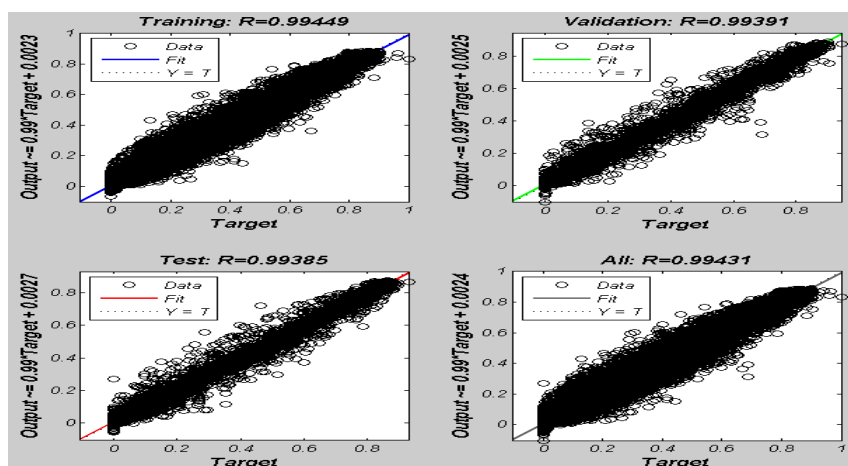 Training: R=0.99449
Output ~= 0.99*Target + 0.0023
1
0.8
0.6
0.4
0.2
0
Data
Fit
Y = T
0 0.2 0.4 0.6 0.8 1
Target
Validation: R=0.99391
Output ~= 0.99*Target + 0.0025
0.8
0.6
0.4
0.2
0
Data
Fit
Y = T
0 0.2 0.4 0.6 0.8
Target
Test: R=0.99385
Output ~= 0.99*Target + 0.0027
0.8
0.6
0.4
0.2
0
Data
Fit
Y = T
0 0.2 0.4 0.6 0.8
Target
All: R=0.99431
Output ~= 0.99*Target + 0.0024
1
0.8
0.6
0.4
0.2
0
Data
Fit
Y = T
0 0.2 0.4 0.6 0.8 1
Target